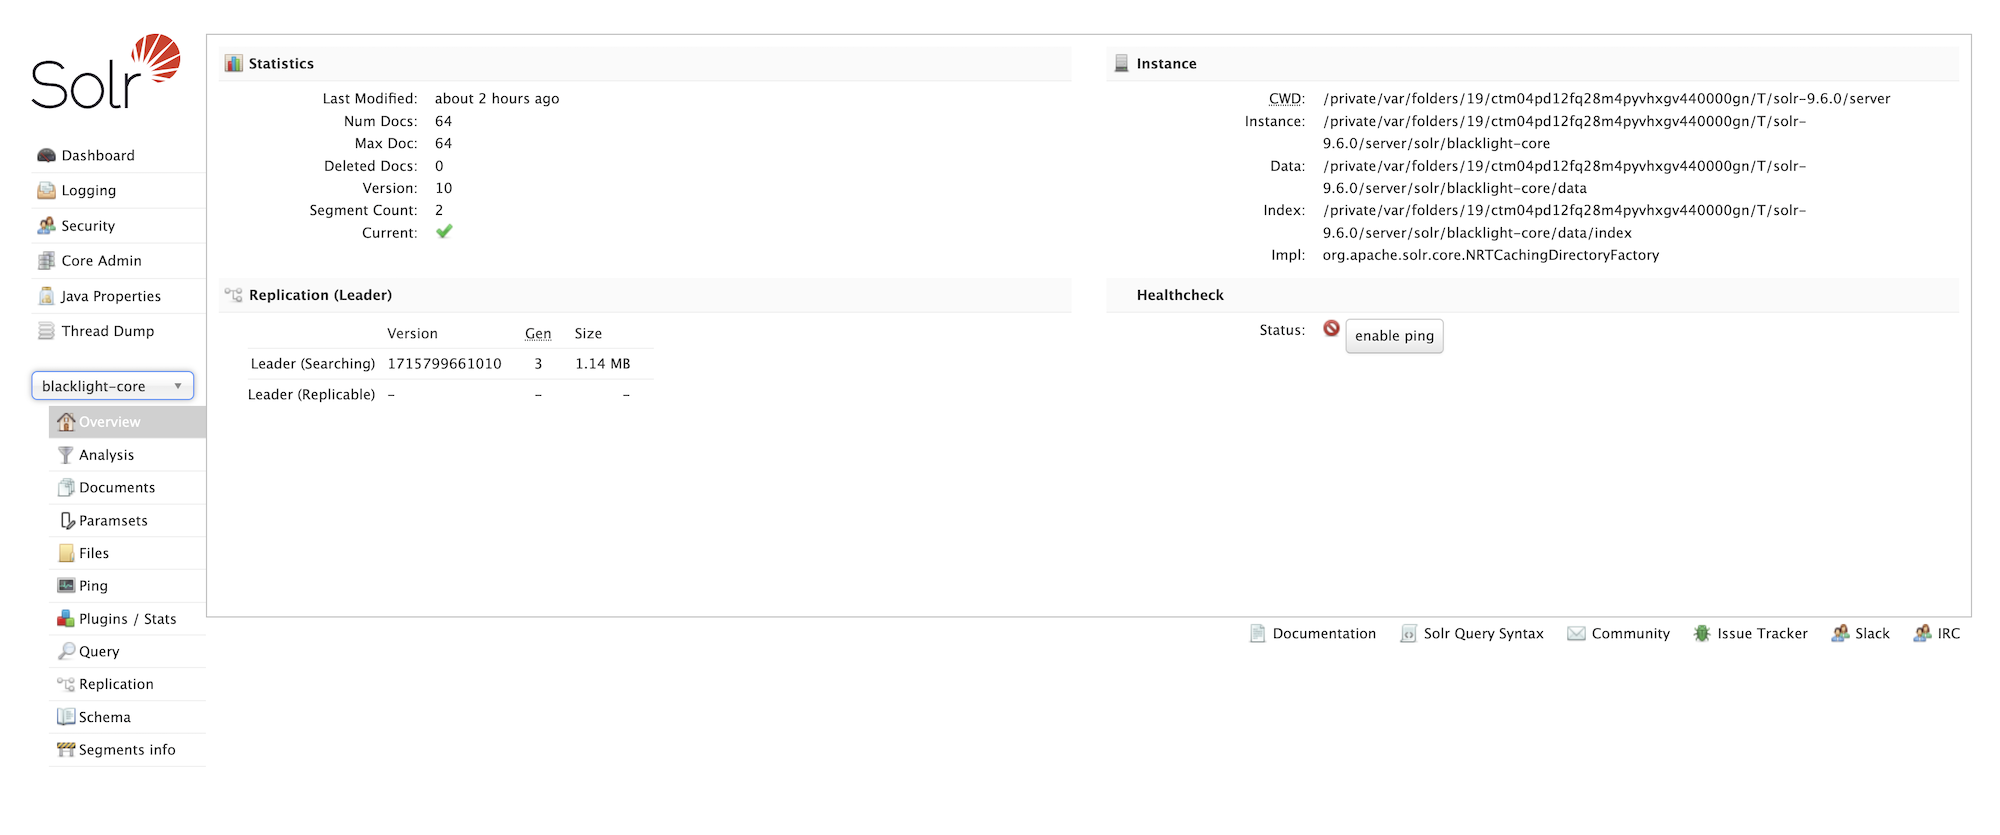 Solr
Dashboard
Logging
Security
Core Admin
Java Properties
Thread Dump
blacklight-core
Overview
Analysis
Documents
Paramsets
Files
Ping
Plugins / Stats
Query
Replication
Schema
Segments info
Statistics
Last Modified: about 2 hours ago
Num Docs: 64
Max Doc: 64
Deleted Docs: 0
Version: 10
Segment Count: 2
Current:
Replication (Leader)
Version Gen Size
Leader (Searching) 1715799661010 3 1.14 MB
Leader (Replicable) – – –
Instance
CWD: /private/var/folders/19/ctm04pd12fq28m4pyvhxgv440000gn/T/solr-9.6.0/server
Instance: /private/var/folders/19/ctm04pd12fq28m4pyvhxgv440000gn/T/solr-
9.6.0/server/solr/blacklight-core
Data: /private/var/folders/19/ctm04pd12fq28m4pyvhxgv440000gn/T/solr-
9.6.0/server/solr/blacklight-core/data
Index: /private/var/folders/19/ctm04pd12fq28m4pyvhxgv440000gn/T/solr-
9.6.0/server/solr/blacklight-core/data/index
Impl: org.apache.solr.core.NRTCachingDirectoryFactory
Healthcheck
Status: enable ping
Documentation Solr Query Syntax Community Issue Tracker Slack IRC